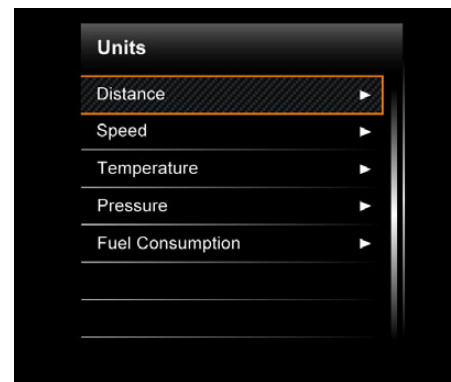 Units
Distance
Speed
Temperature
Pressure
Fuel Consumption